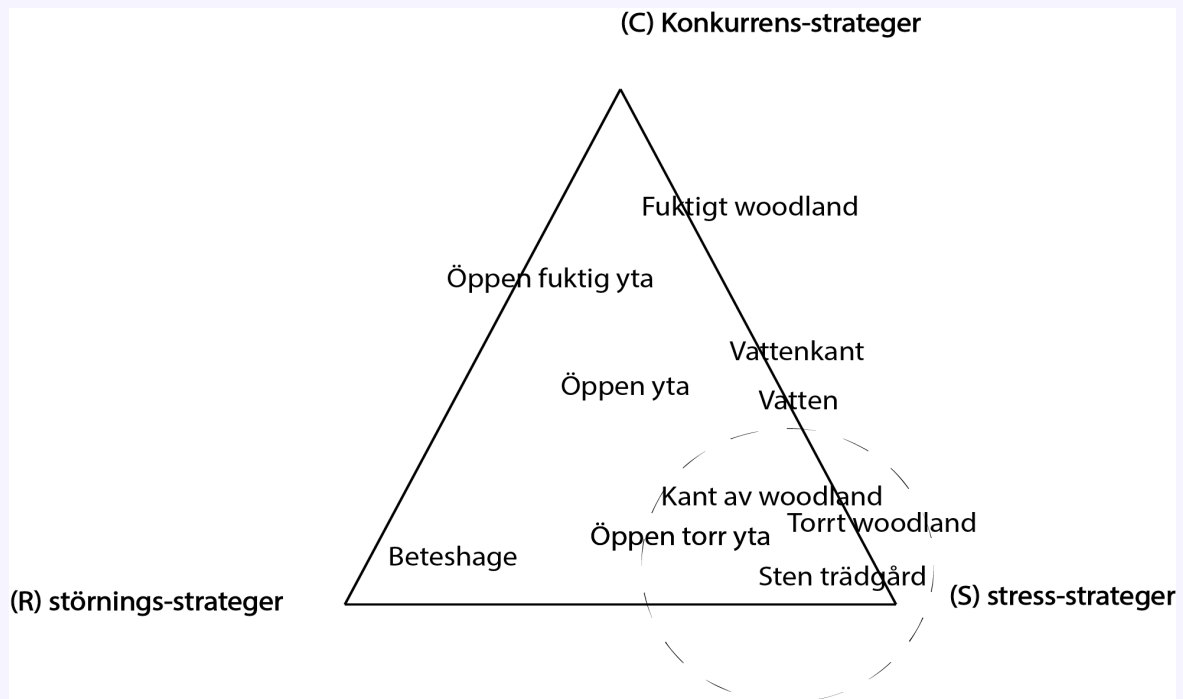 (C) Konkurrens-strateger
Fuktigt woodland
Öppen fuktig yta
Vattenkant
Öppen yta
Vatten
Kant av woodland
Torrt woodland
Öppen torr yta
Beteshage
Sten trädgård
(R) störnings-strateger
(S) stress-strateger